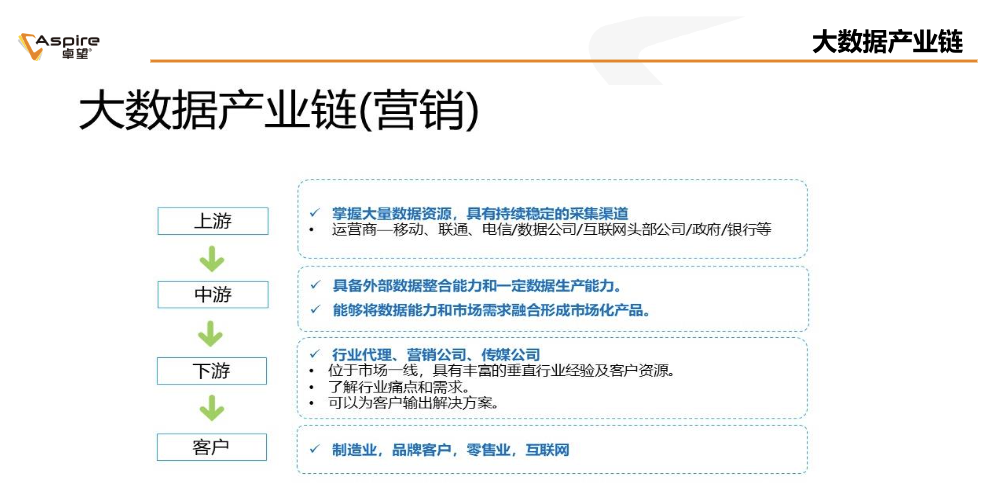 Aspire
卓望®
大数据产业链
大数据产业链(营销)
上游
✓ 掌握大量数据资源，具有持续稳定的采集渠道
• 运营商—移动、联通、电信/数据公司/互联网头部公司/政府/银行等
中游
✓ 具备外部数据整合能力和一定数据生产能力。
✓ 能够将数据能力和市场需求融合形成市场化产品。
下游
✓ 行业代理、营销公司、传媒公司
• 位于市场一线，具有丰富的垂直行业经验及客户资源。
• 了解行业痛点和需求。
• 可以为客户输出解决方案。
客户
✓ 制造业，品牌客户，零售业，互联网